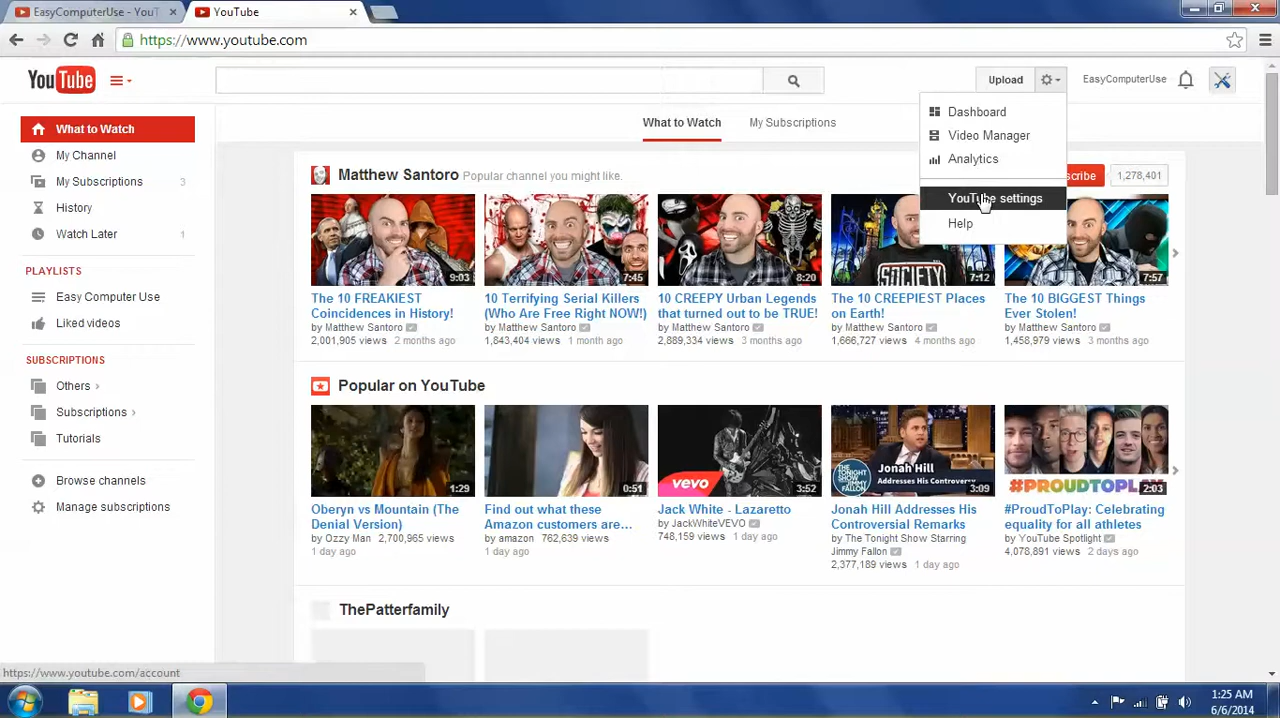 EasyComputerUse - YouT
YouTube
https://www.youtube.com
YouTube
Upload
EasyComputerUse
Dashboard
Video Manager
Analytics
YouTube settings
Help
What to Watch
My Channel
My Subscriptions 3
History
Watch Later 1
PLAYLISTS
Easy Computer Use
Liked videos
SUBSCRIPTIONS
Others
Subscriptions
Tutorials
Browse channels
Manage subscriptions
What to Watch My Subscriptions
Matthew Santoro Popular channel you might like.
1,278,401
9:03
7:45
8:20
SOCIETY
7:12
7:57
The 10 FREAKIEST
Coincidences in History!
by Matthew Santoro
2,001,905 views 2 months ago
10 Terrifying Serial Killers
(Who Are Free Right NOW!)
by Matthew Santoro
1,843,404 views 1 month ago
10 CREEPY Urban Legends
that turned out to be TRUE!
by Matthew Santoro
2,889,334 views 3 months ago
The 10 CREEPIEST Places
on Earth!
by Matthew Santoro
1,666,727 views 4 months ago
The 10 BIGGEST Things
Ever Stolen!
by Matthew Santoro
1,458,979 views 3 months ago
Popular on YouTube
1:29
0:51
vevo
3:52
THE TONIGHT SHOW
Jonah Hill
Addresses His Controversy
3:09
#PROUDTOPLAY
2:03
Oberyn vs Mountain (The
Denial Version)
by Ozzy Man 2,700,965 views
1 day ago
Find out what these
Amazon customers are...
by amazon 762,639 views
1 day ago
Jack White - Lazaretto
by JackWhiteVEVO
748,159 views 1 day ago
Jonah Hill Addresses His
Controversial Remarks
by The Tonight Show Starring
Jimmy Fallon
2,377,189 views 1 day ago
#ProudToPlay: Celebrating
equality for all athletes
by YouTube Spotlight
4,078,891 views 2 days ago
ThePatterfamily
https://www.youtube.com/account
1:25 AM
6/6/2014